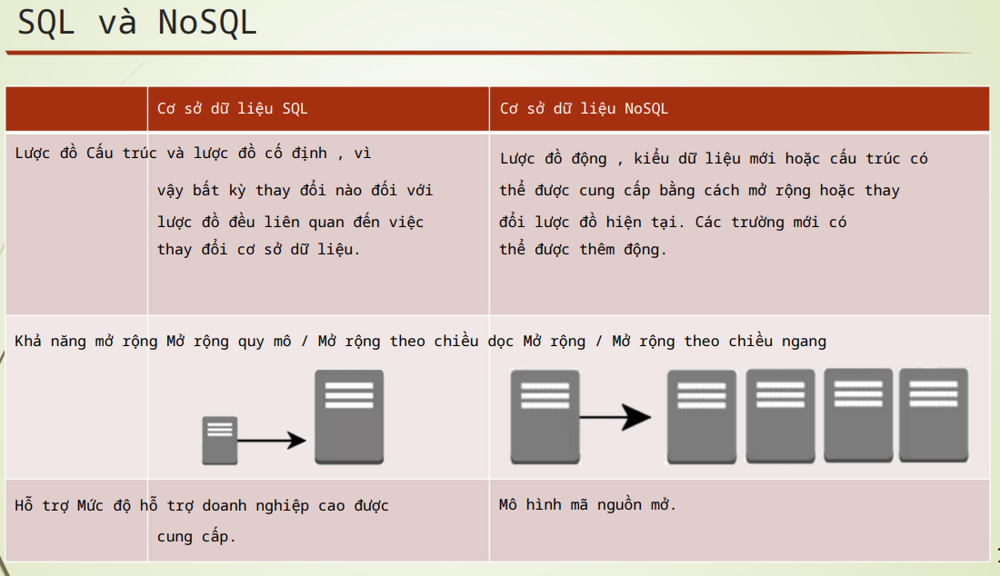 SQL và NoSQL
Cơ sở dữ liệu SQL
Cơ sở dữ liệu NoSQL
Lược đồ Cấu trúc và lược đồ cố định , vì
vậy bất kỳ thay đổi nào đối với
lược đồ đều liên quan đến việc
thay đổi cơ sở dữ liệu.
Lược đồ động , kiểu dữ liệu mới hoặc cấu trúc có
thể được cung cấp bằng cách mở rộng hoặc thay
đổi lược đồ hiện tại. Các trường mới có
thể được thêm động.
Khả năng mở rộng Mở rộng quy mô / Mở rộng theo chiều dọc Mở rộng / Mở rộng theo chiều ngang
Hỗ trợ Mức độ hỗ trợ doanh nghiệp cao được
cung cấp.
Mô hình mã nguồn mở.